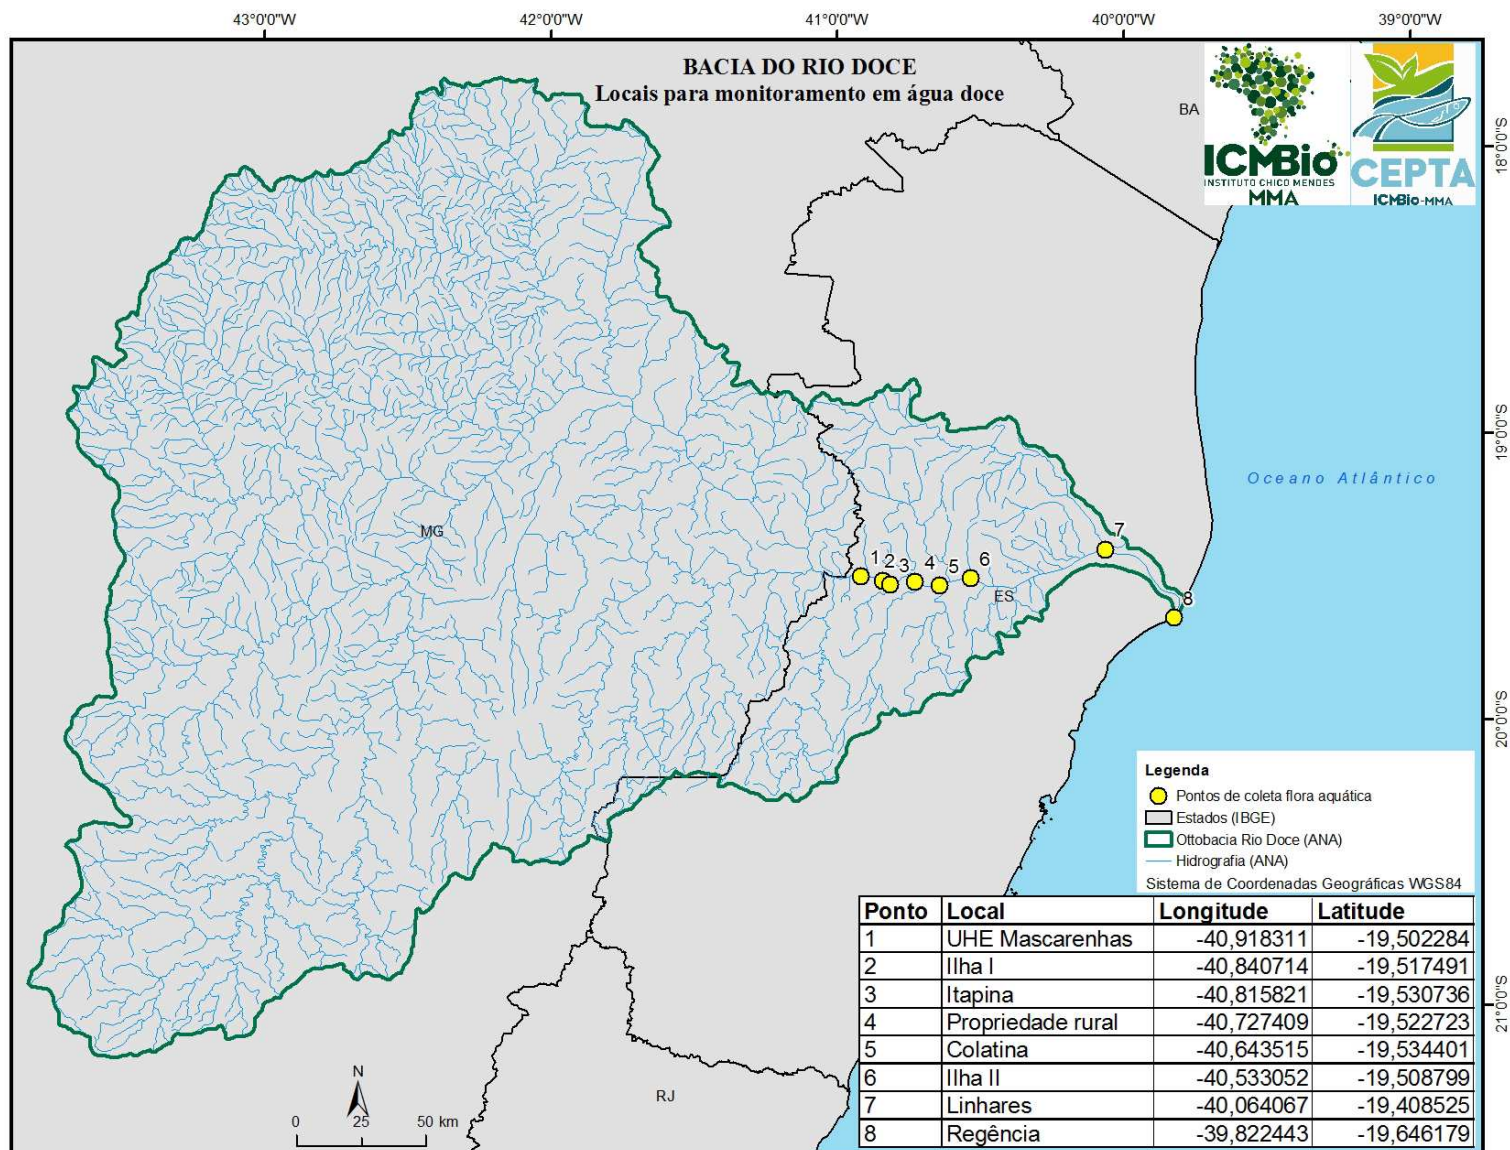 43°0'0"W 42°0'0"W 41°0'0"W 40°0'0"W 39°0'0"W
BACIA DO RIO DOCE
Locais para monitoramento em água doce
BA
ICMBio
INSTITUTO CHICO MENDES
MMA
CEPTA
ICMBio-MMA
18°0'0"S
19°0'0"S
20°0'0"S
21°0'0"S
Oceano Atlântico
MG
1 2 3 4 5 6 7 8
ES
RJ
N
0 25 50 km
Legenda
Pontos de coleta flora aquática
Estados (IBGE)
Ottobacia Rio Doce (ANA)
Hidrografia (ANA)
Sistema de Coordenadas Geográficas WGS84
Ponto Local Longitude Latitude
1 UHE Mascarenhas -40,918311 -19,502284
2 Ilha I -40,840714 -19,517491
3 Itapina -40,815821 -19,530736
4 Propriedade rural -40,727409 -19,522723
5 Colatina -40,643515 -19,534401
6 Ilha II -40,533052 -19,508799
7 Linhares -40,064067 -19,408525
8 Regência -39,822443 -19,646179